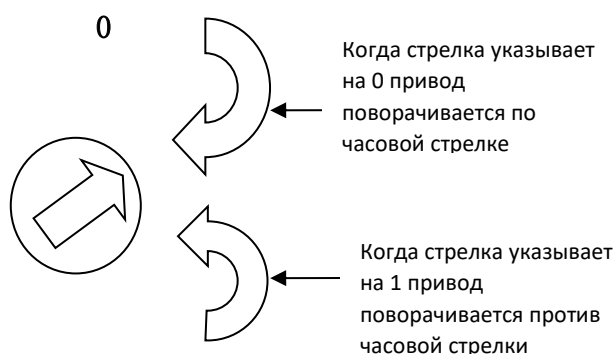 0
Когда стрелка указывает
на 0 привод
поворачивается по
часовой стрелке
Когда стрелка указывает
на 1 привод
поворачивается против
часовой стрелки